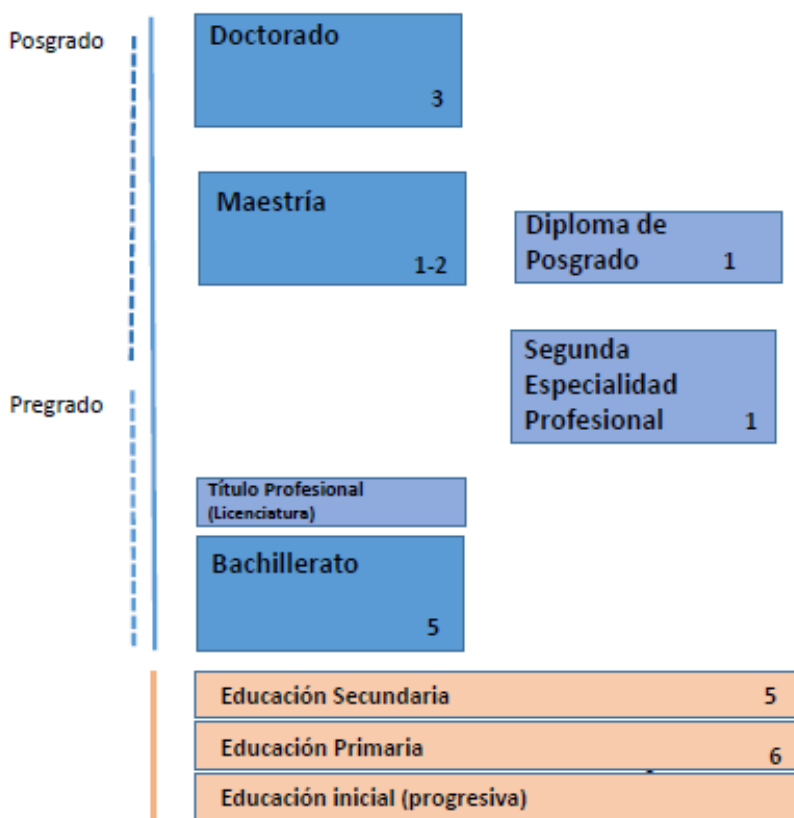 Posgrado
Doctorado
3
Maestría
1-2
Diploma de
Posgrado 1
Segunda
Especialidad
Profesional 1
Pregrado
Título Profesional
(Licenciatura)
Bachillerato
5
Educación Secundaria 5
Educación Primaria 6
Educación inicial (progresiva)